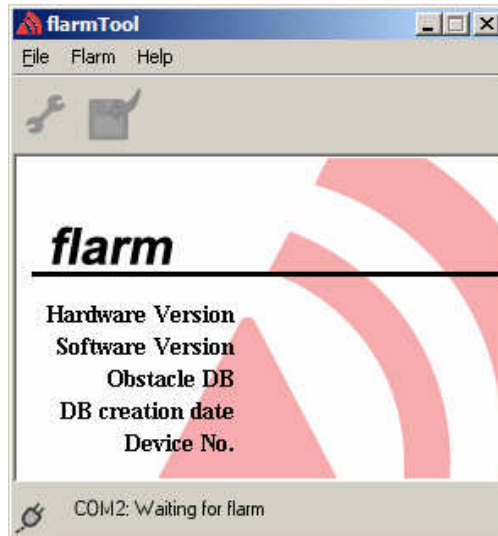 flarmTool
File Flarm Help
flarm
Hardware Version
Software Version
Obstacle DB
DB creation date
Device No.
COM2: Waiting for flarm